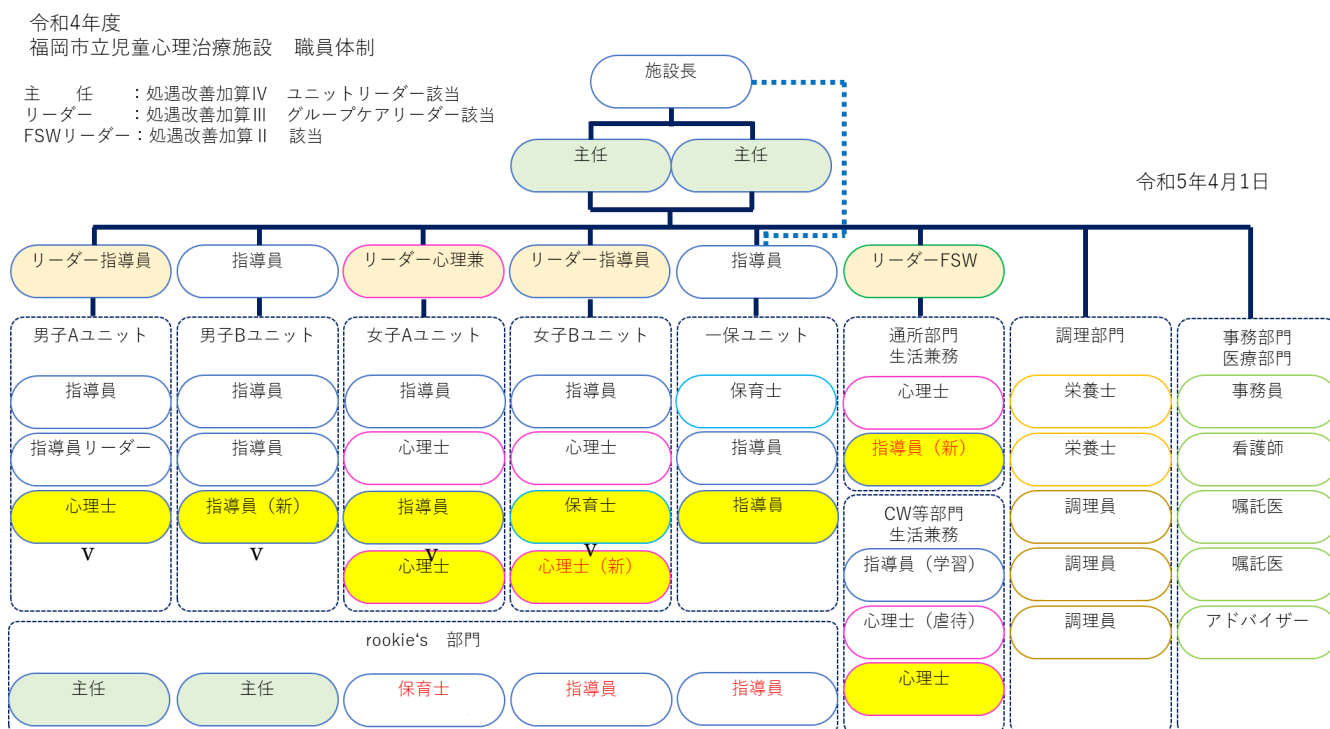 令和4年度
福岡市立児童心理治療施設　職員体制
主　　任　　：処遇改善加算Ⅳ　ユニットリーダー該当
リーダー　　：処遇改善加算Ⅲ　グループケアリーダー該当
FSWリーダー：処遇改善加算Ⅱ　該当
施設長
主任　主任
令和5年4月1日
リーダー指導員　指導員　リーダー心理兼　リーダー指導員　指導員　リーダーFSW
男子Aユニット
指導員
指導員リーダー
心理士
v
男子Bユニット
指導員
指導員
指導員（新）
v
女子Aユニット
指導員
心理士
指導員
v
心理士
女子Bユニット
指導員
心理士
保育士
v
心理士（新）
一保ユニット
保育士
指導員
指導員
通所部門
生活兼務
心理士
指導員（新）
CW等部門
生活兼務
指導員（学習）
心理士（虐待）
心理士
調理部門
栄養士
栄養士
調理員
調理員
調理員
事務部門
医療部門
事務員
看護師
嘱託医
嘱託医
アドバイザー
rookie‘s　部門
主任　主任　保育士　指導員　指導員